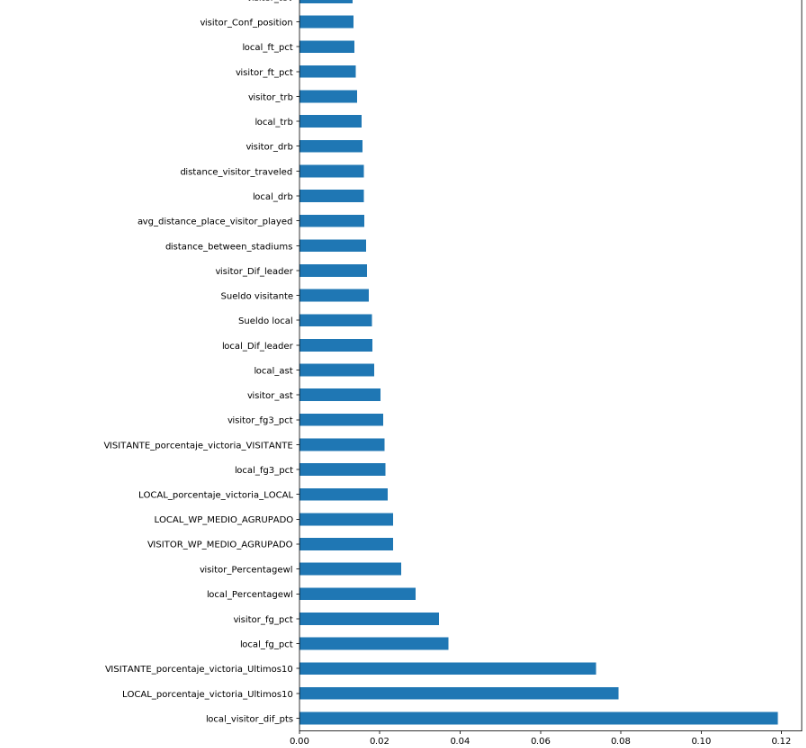 visitor_Conf_position
local_ft_pct
visitor_ft_pct
visitor_trb
local_trb
visitor_drb
distance_visitor_traveled
local_drb
avg_distance_place_visitor_played
distance_between_stadiums
visitor_Dif_leader
Sueldo visitante
Sueldo local
local_Dif_leader
local_ast
visitor_ast
visitor_fg3_pct
VISITANTE_porcentaje_victoria_VISITANTE
local_fg3_pct
LOCAL_porcentaje_victoria_LOCAL
LOCAL_WP_MEDIO_AGRUPADO
VISITOR_WP_MEDIO_AGRUPADO
visitor_Percentagewl
local_Percentagewl
visitor_fg_pct
local_fg_pct
VISITANTE_porcentaje_victoria_Ultimos10
LOCAL_porcentaje_victoria_Ultimos10
local_visitor_dif_pts
0.00 0.02 0.04 0.06 0.08 0.10 0.12